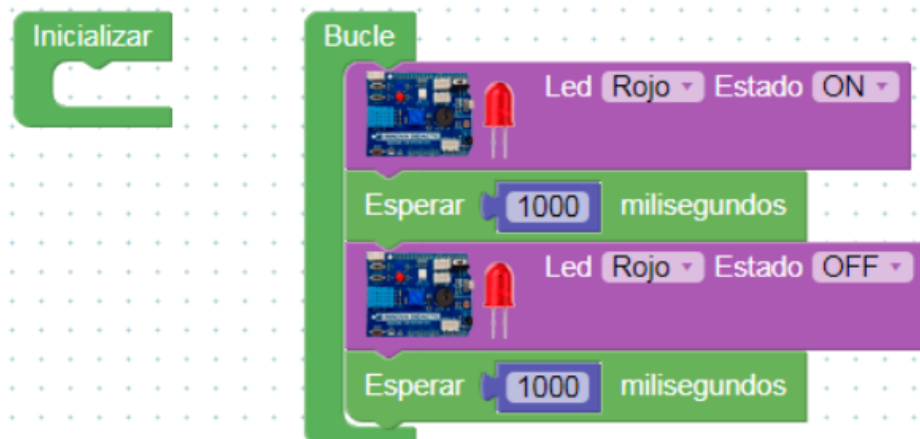 Inicializar
Bucle
Led Rojo Estado ON
Esperar 1000 milisegundos
Led Rojo Estado OFF
Esperar 1000 milisegundos